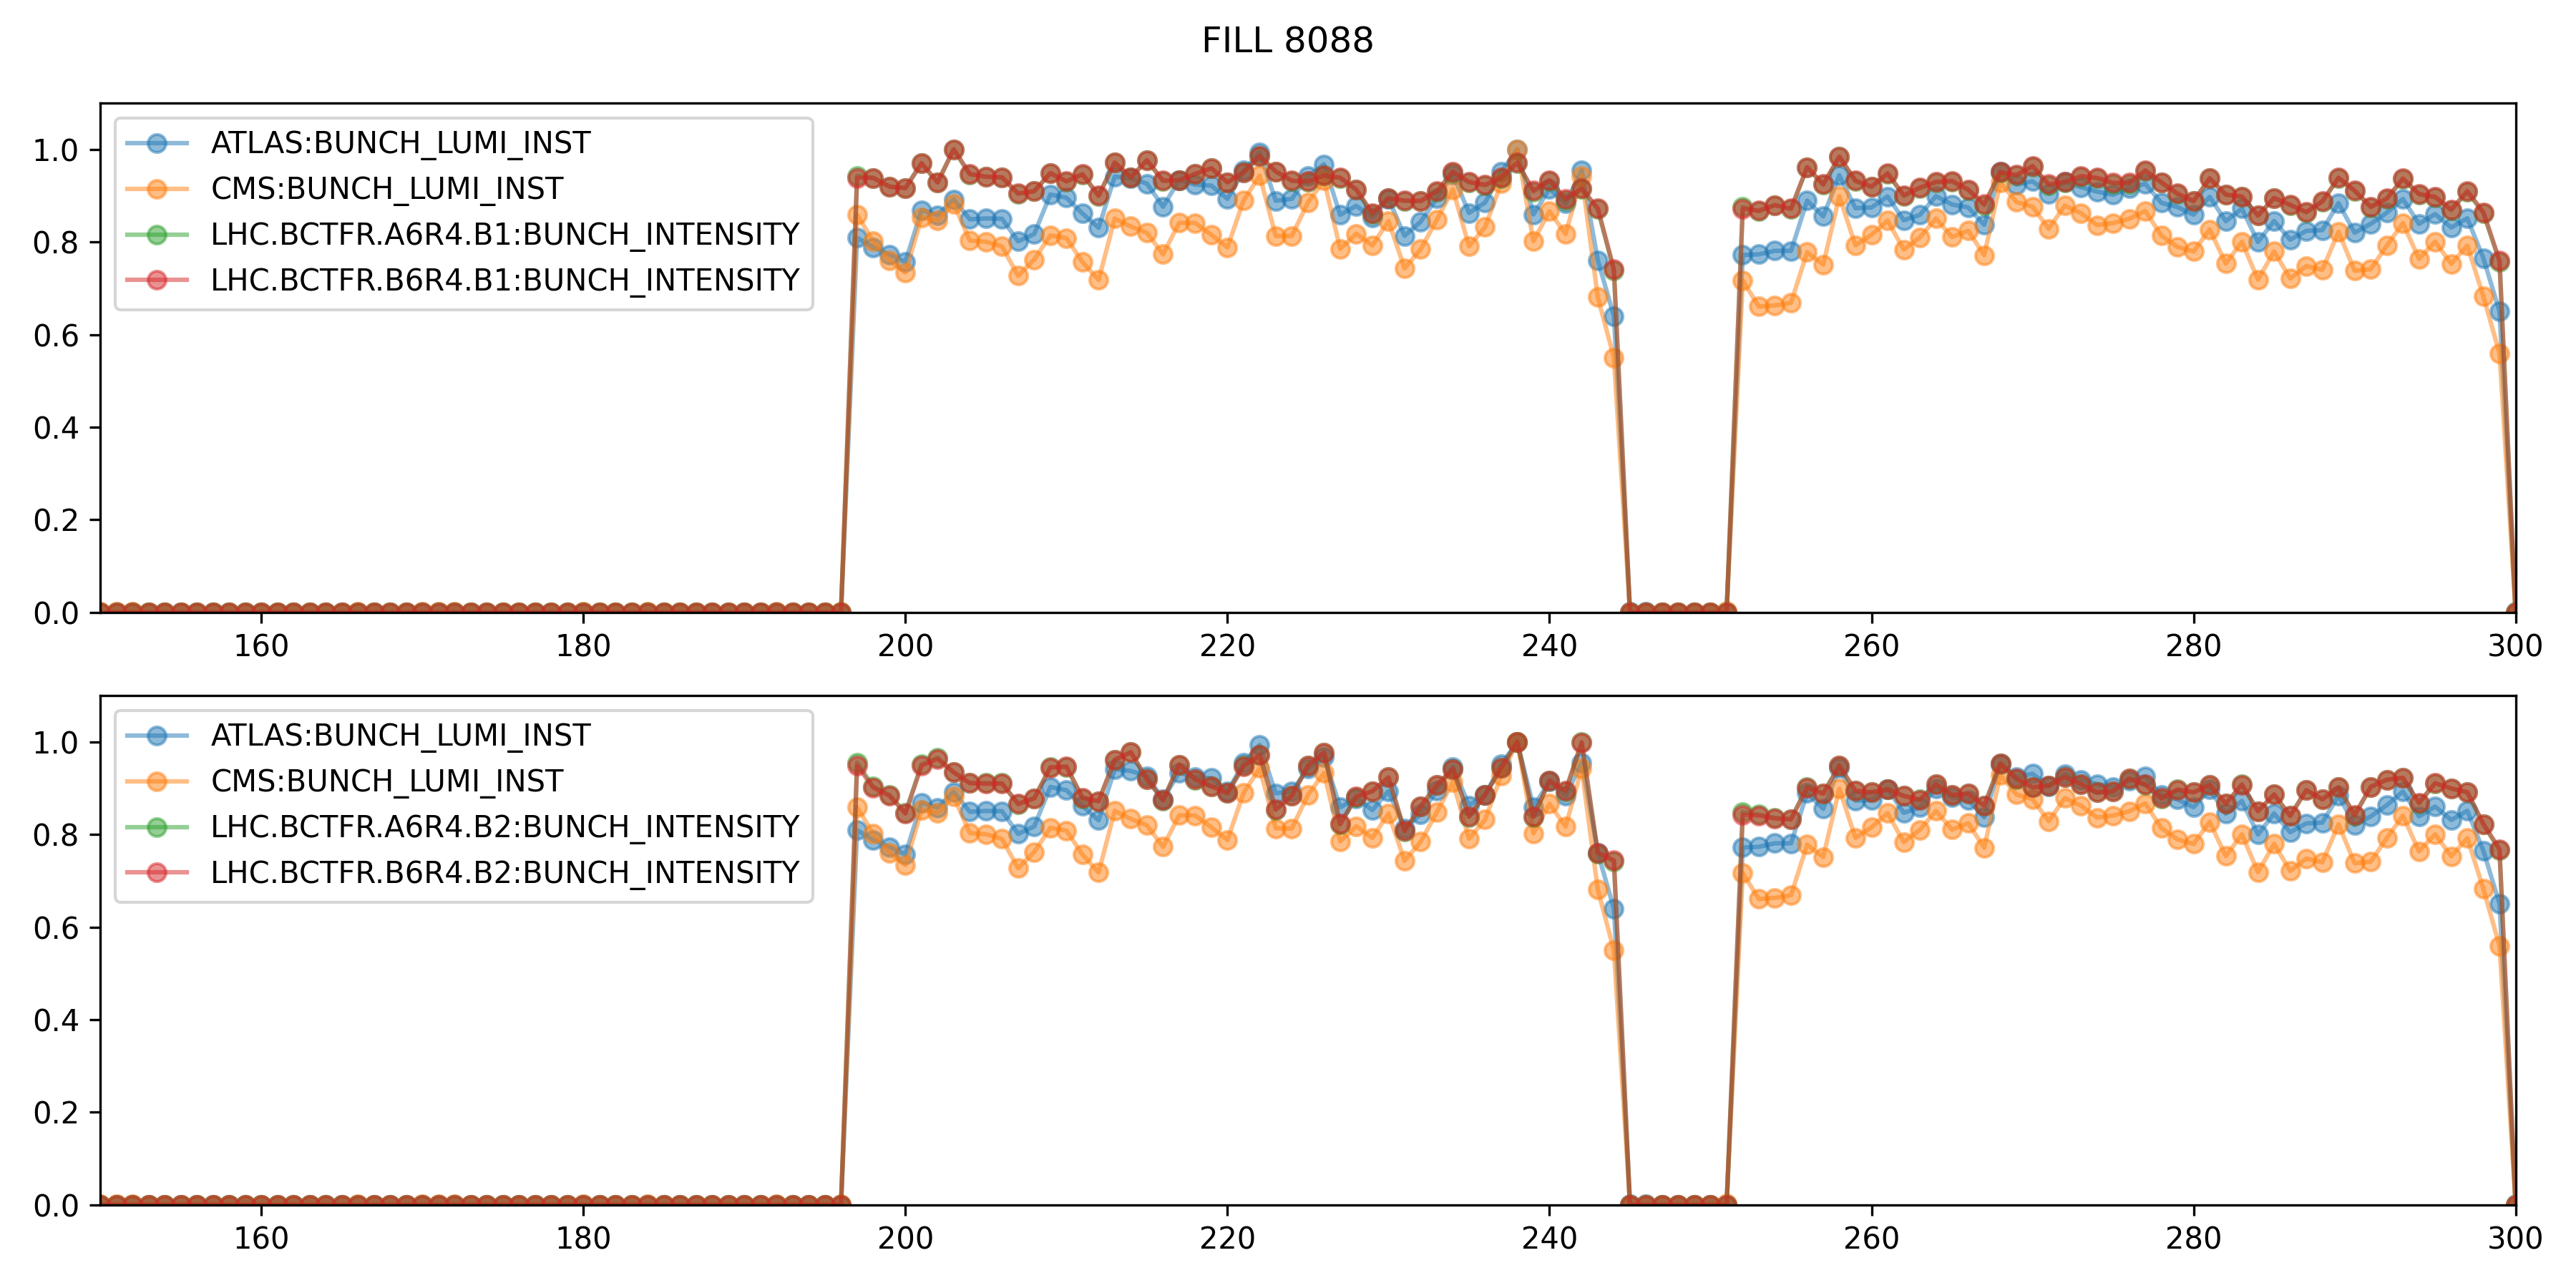 FILL 8088
1.0
0.8
0.6
0.4
0.2
0.0
ATLAS:BUNCH_LUMI_INST
CMS:BUNCH_LUMI_INST
LHC.BCTFR.A6R4.B1:BUNCH_INTENSITY
LHC.BCTFR.B6R4.B1:BUNCH_INTENSITY
160 180 200 220 240 260 280 300
1.0
0.8
0.6
0.4
0.2
0.0
ATLAS:BUNCH_LUMI_INST
CMS:BUNCH_LUMI_INST
LHC.BCTFR.A6R4.B2:BUNCH_INTENSITY
LHC.BCTFR.B6R4.B2:BUNCH_INTENSITY
160 180 200 220 240 260 280 300